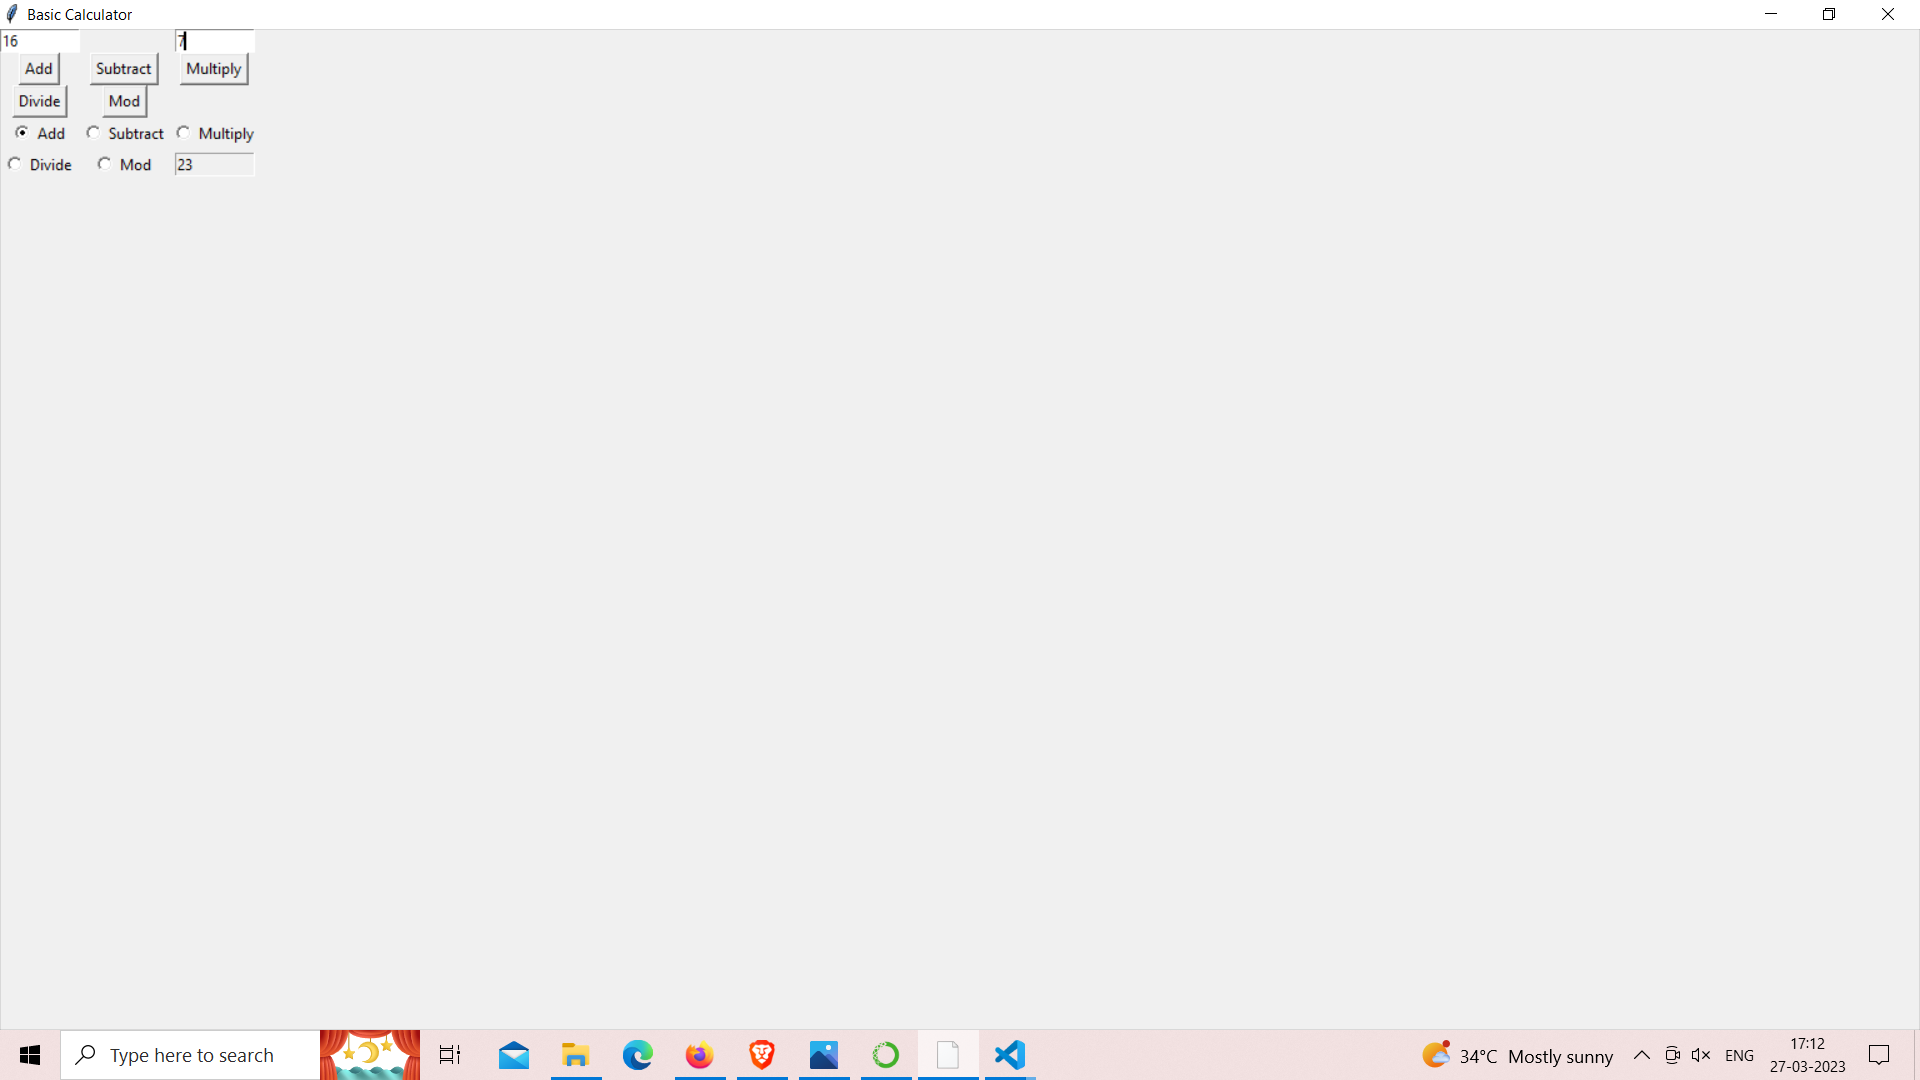 Basic Calculator
16 7
Add Subtract Multiply
Divide Mod
Add Subtract Multiply
Divide Mod 23
Type here to search
34°C Mostly sunny
ENG
17:12
27-03-2023